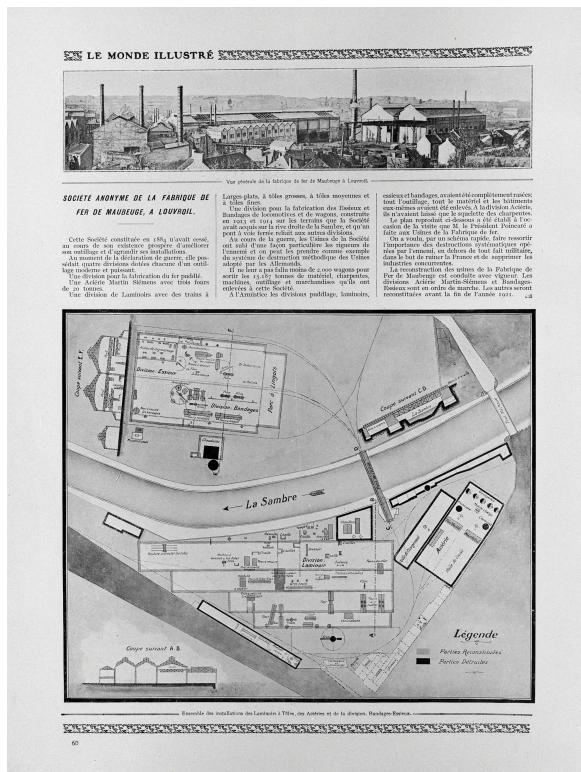 LE MONDE ILLUSTRÉ
Vue générale de la fabrique de fer de Maubeuge à Louvroil.
SOCIETE ANONYME DE LA FABRIQUE DE
FER DE MAUBEUGE, A LOUVROIL.
Cette Société constituée en 1884 n'avait cessé,
au cours de son existence prospère d'améliorer
son outillage et d'agrandir ses installations.
Au moment de la déclaration de guerre, elle pos-
sédait quatre divisions dotées chacune d'un outil-
lage moderne et puissant.
Une division pour la fabrication du fer puddlé.
Une Aciérie Martin Siémens avec trois fours
de 20 tonnes.
Une division de Laminoirs avec des trains à
Larges-plats, à tôles grosses, à tôles moyennes et
à tôles fines.
Une division pour la fabrication des Essieux et
Bandages de locomotives et de wagons, construite
en 1913 et 1914 sur les terrains que la Société
avait acquis sur la rive droite de la Sambre, et qu'un
pont à voie ferrée reliait aux autres divisions.
Au cours de la guerre, les Usines de la Société
ont subi d'une façon particulière les rigueurs de
l'ennemi et on peut les prendre comme exemple
du système de destruction méthodique des Usines
adopté par les Allemands.
Il ne leur a pas fallu moins de 2.000 wagons pour
sortir les 15.187 tonnes de matériel, charpentes,
machines, outillage et marchandises qu'ils ont
enlevées à cette Société.
A l'Armistice les divisions puddlage, laminoirs,
essieux et bandages, avaient été complètement rasées;
tout l'outillage, tout le matériel et les bâtiments
eux-mêmes avaient été enlevés. A la division Aciérie,
ils n'avaient laissé que le squelette des charpentes.
Le plan reproduit ci-dessous a été établi à l'oc-
casion de la visite que M. le Président Poincaré a
faite aux Usines de la Fabrique de fer.
On a voulu, par un schéma rapide, faire ressortir
l'importance des destructions systématiques opé-
rées par l'ennemi, en dehors de tout fait militaire,
dans le but de ruiner la France et de supprimer les
industries concurrentes.
La reconstruction des usines de la Fabrique de
Fer de Maubeuge est conduite avec vigueur. Les
divisions Aciérie Martin-Siémens et Bandages-
Essieux sont en ordre de marche. Les autres seront
reconstituées avant la fin de l'année 1921.
Coupe suivant E.F.
Division-Essieux
Division-Bandages
Parc à Lingots
Coupe suivant C.D.
La Sambre
La Sambre
Division
Laminoir
Division
Aciérie
Coupe suivant A.B.
Légende
Parties Reconstituées
Parties Détruites
Ensemble des installations des Laminoirs à Tôles, des Aciéries et de la division. Bandages-Essieux.
60